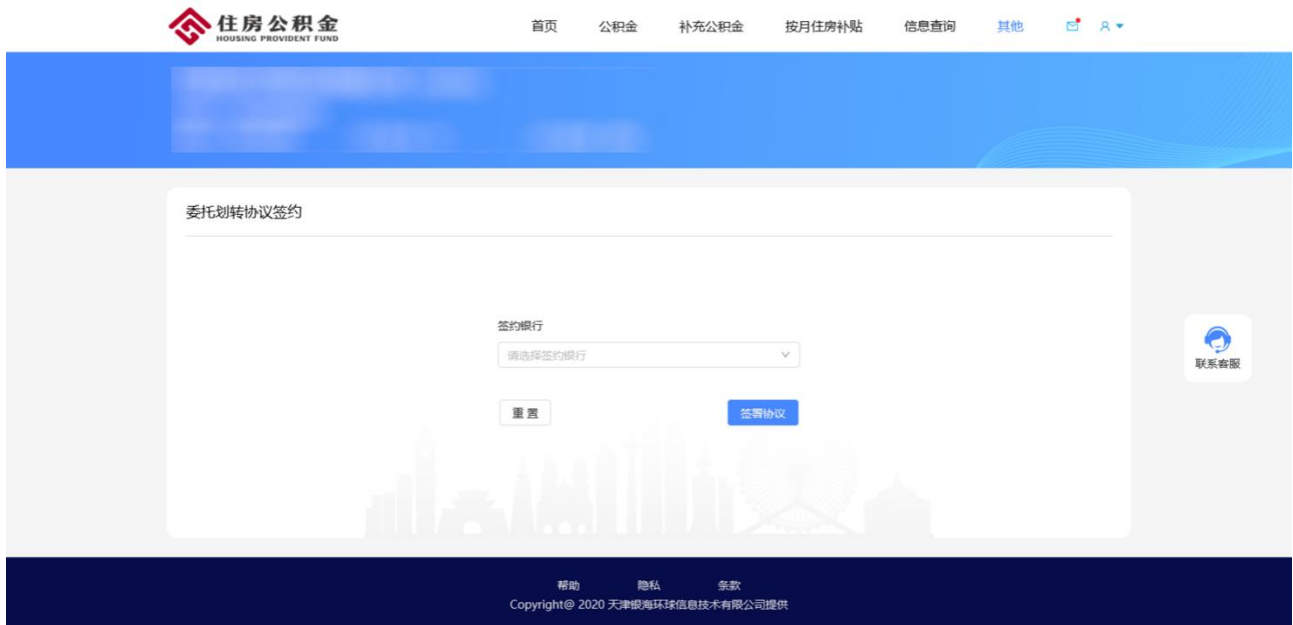 住房公积金
HOUSING PROVIDENT FUND
首页 公积金 补充公积金 按月住房补贴 信息查询 其他
委托划转协议签约
签约银行
请选择签约银行
重置 签署协议
联系客服
帮助 隐私 条款
Copyright@ 2020 天津银海环球信息技术有限公司提供